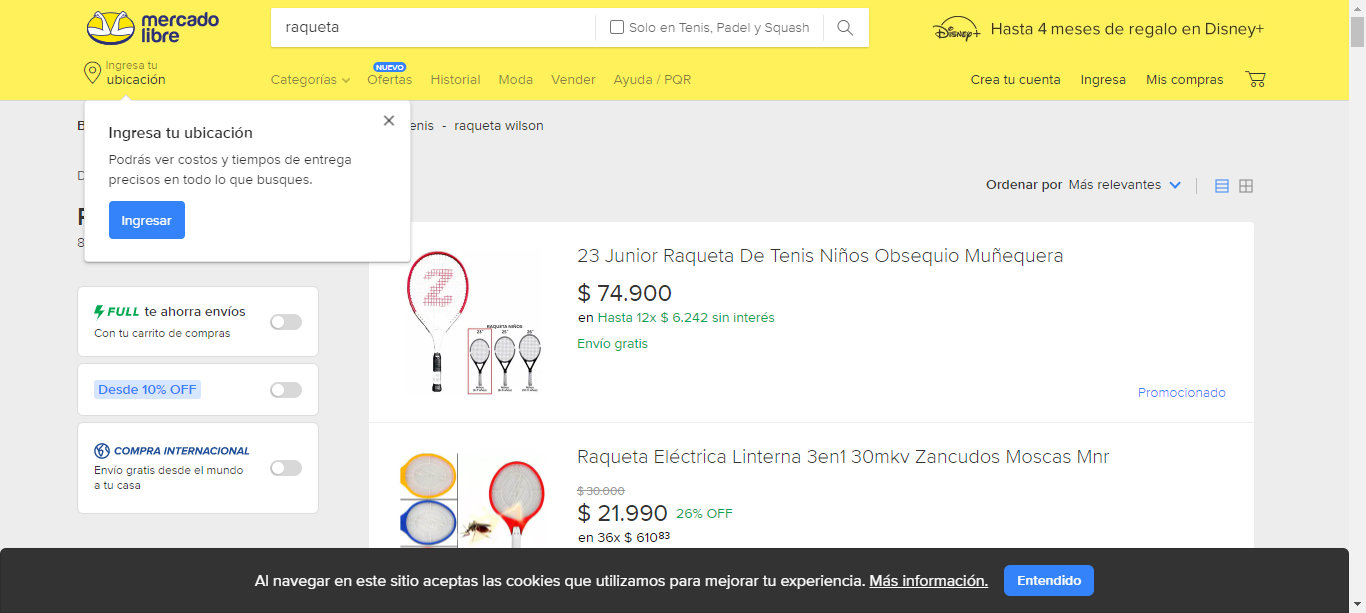 mercado
libre
raqueta
Solo en Tenis, Padel y Squash
Disney+
Hasta 4 meses de regalo en Disney+
Ingresa tu
ubicación
Categorías
NUEVO
Ofertas
Historial
Moda
Vender
Ayuda / PQR
Crea tu cuenta
Ingresa
Mis compras
enis - raqueta wilson
Ingresa tu ubicación
Podrás ver costos y tiempos de entrega
precisos en todo lo que busques.
Ingresar
Ordenar por Más relevantes
FULL te ahorra envíos
Con tu carrito de compras
Desde 10% OFF
COMPRA INTERNACIONAL
Envío gratis desde el mundo
a tu casa
RAQUETA NIÑOS
23" 25" 26"
23 Junior Raqueta De Tenis Niños Obsequio Muñequera
$ 74.900
en Hasta 12x $ 6.242 sin interés
Envío gratis
Promocionado
Raqueta Eléctrica Linterna 3en1 30mkv Zancudos Moscas Mnr
$ 30.000
$ 21.990 26% OFF
en 36x $ 610⁸³
Al navegar en este sitio aceptas las cookies que utilizamos para mejorar tu experiencia. Más información.
Entendido